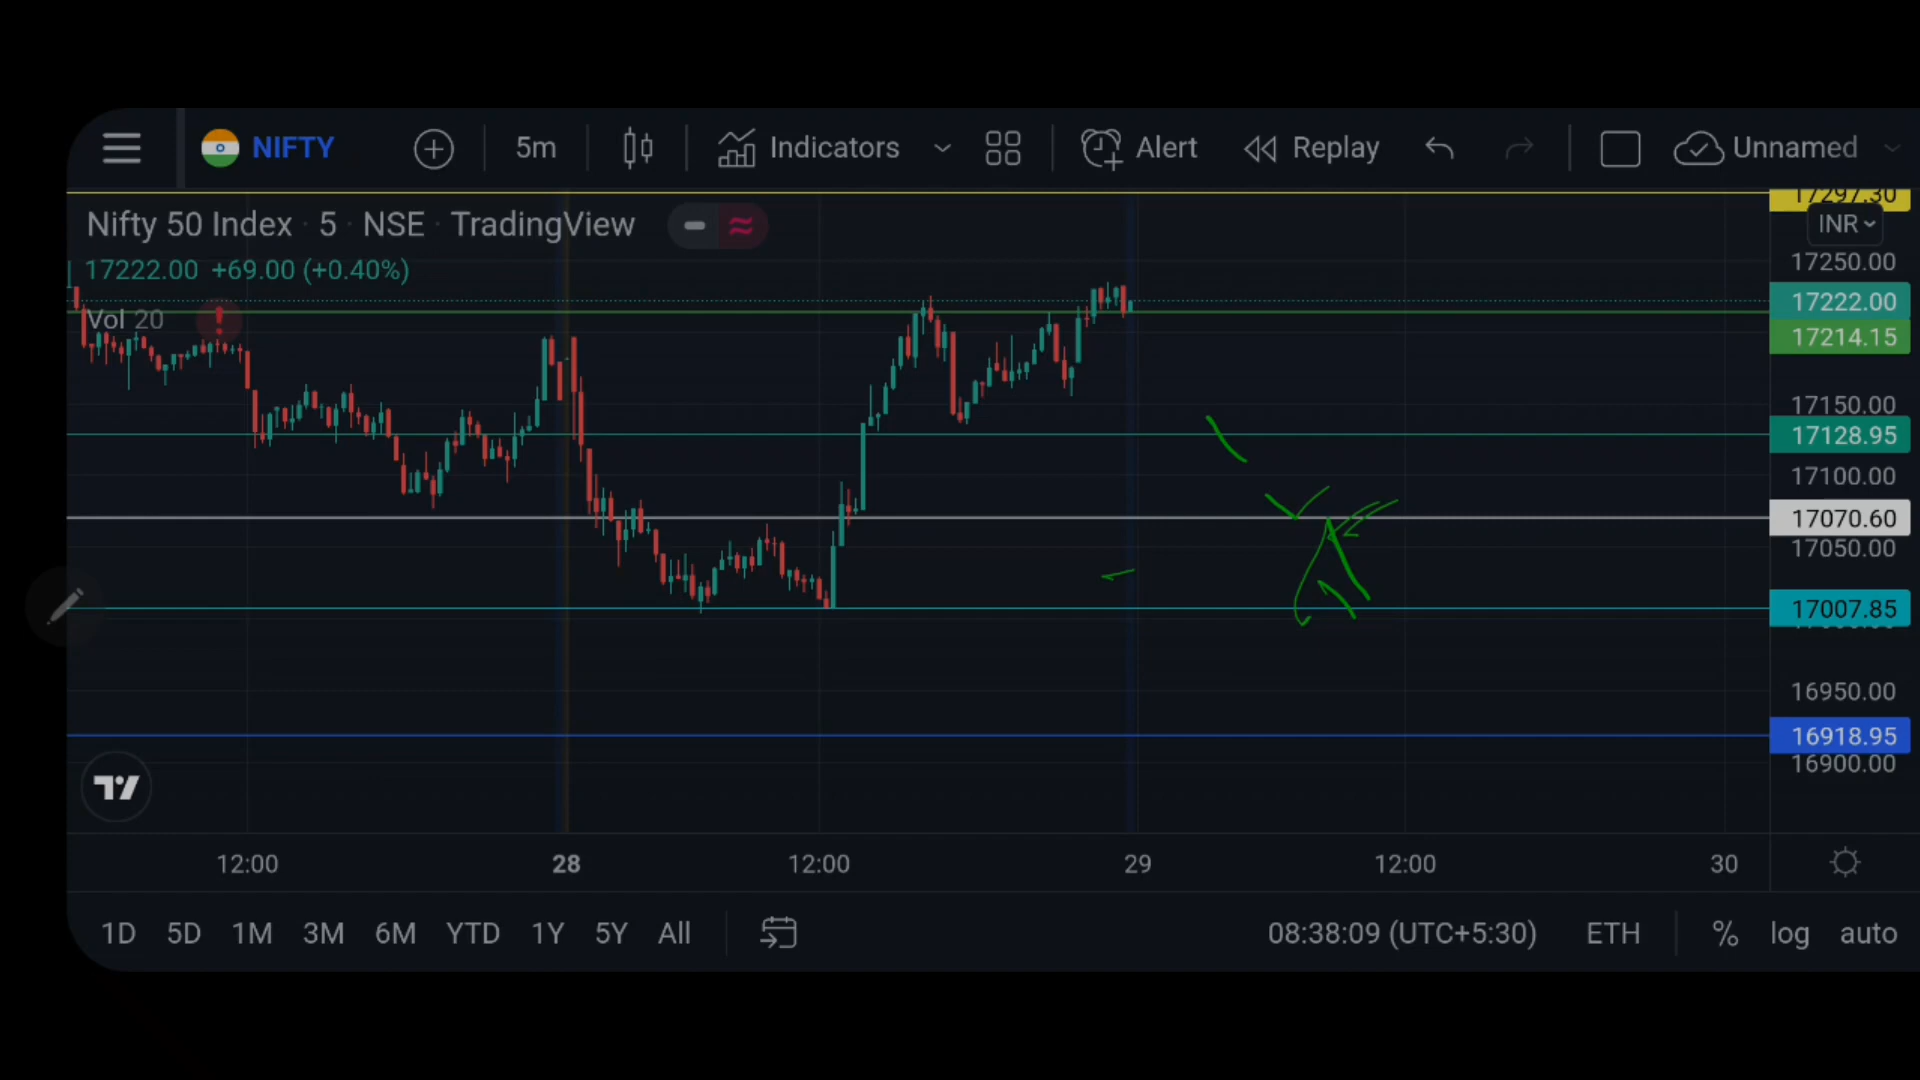 NIFTY 5m Indicators Alert Replay Unnamed
17297.30
Nifty 50 Index · 5 · NSE · TradingView
INR
17222.00 +69.00 (+0.40%)
17250.00
Vol 20
17222.00
17214.15
17150.00
17128.95
17100.00
17070.60
17050.00
17007.85
16950.00
16918.95
16900.00
12:00 28 12:00 29 12:00 30
1D 5D 1M 3M 6M YTD 1Y 5Y All 08:38:09 (UTC+5:30) ETH % log auto